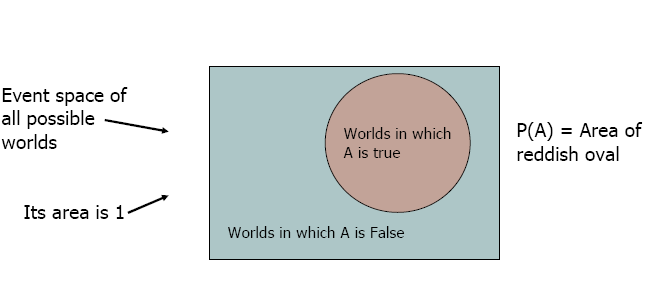 Event space of
all possible
worlds
Its area is 1
Worlds in which
A is true
Worlds in which A is False
P(A) = Area of
reddish oval